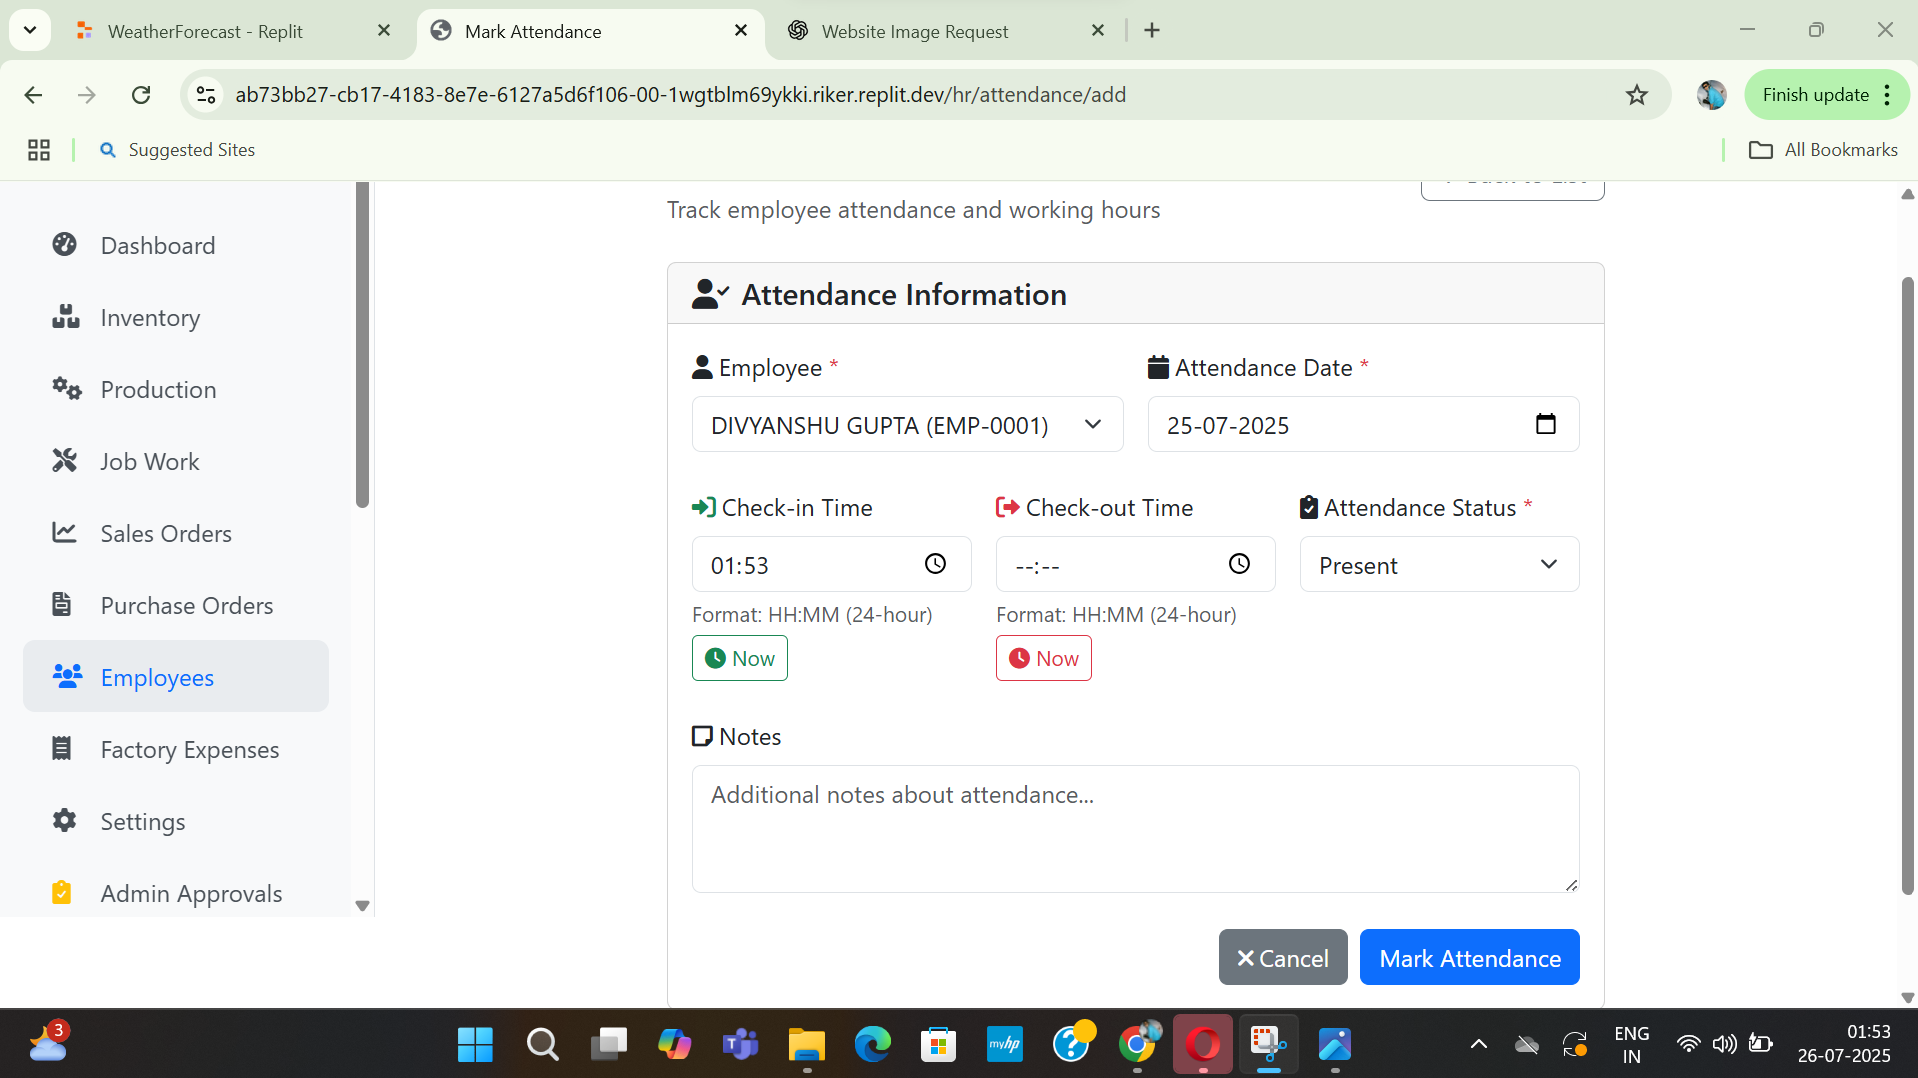 WeatherForecast - Replit
Mark Attendance
Website Image Request
ab73bb27-cb17-4183-8e7e-6127a5d6f106-00-1wgtblm69ykki.riker.replit.dev/hr/attendance/add
Finish update
Suggested Sites
All Bookmarks
Track employee attendance and working hours
Dashboard
Inventory
Production
Job Work
Sales Orders
Purchase Orders
Employees
Factory Expenses
Settings
Admin Approvals
Attendance Information
Employee *
Attendance Date *
DIVYANSHU GUPTA (EMP-0001)
25-07-2025
Check-in Time
Check-out Time
Attendance Status *
01:53
--:--
Present
Format: HH:MM (24-hour)
Format: HH:MM (24-hour)
Now
Now
Notes
Additional notes about attendance...
Cancel
Mark Attendance
3
myhp
ENG
IN
01:53
26-07-2025